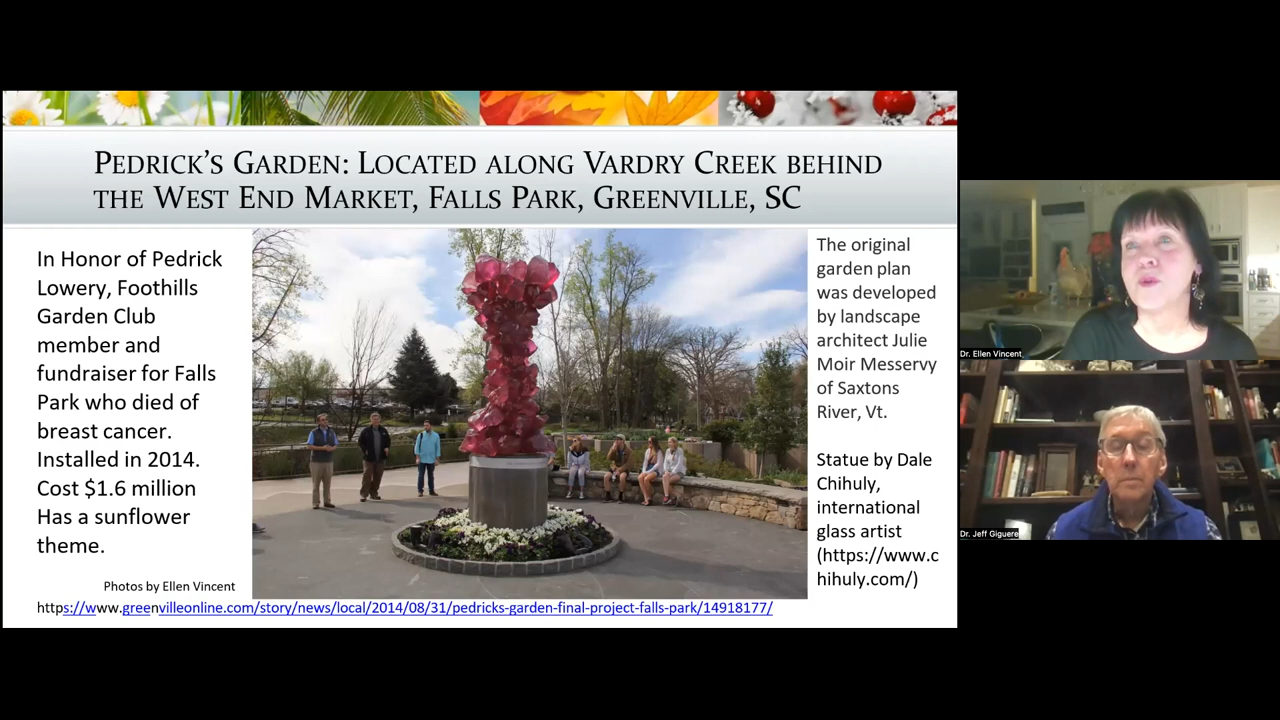 PEDRICK'S GARDEN: LOCATED ALONG VARDRY CREEK BEHIND
THE WEST END MARKET, FALLS PARK, GREENVILLE, SC
In Honor of Pedrick
Lowery, Foothills
Garden Club
member and
fundraiser for Falls
Park who died of
breast cancer.
Installed in 2014.
Cost $1.6 million
Has a sunflower
theme.
Photos by Ellen Vincent
https://www.greenvilleonline.com/story/news/local/2014/08/31/pedricks-garden-final-project-falls-park/14918177/
The original
garden plan
was developed
by landscape
architect Julie
Moir Messervy
of Saxtons
River, Vt.
Statue by Dale
Chihuly,
international
glass artist
(https://www.c
hihuly.com/)
Dr. Ellen Vincent
Dr. Jeff Giguere